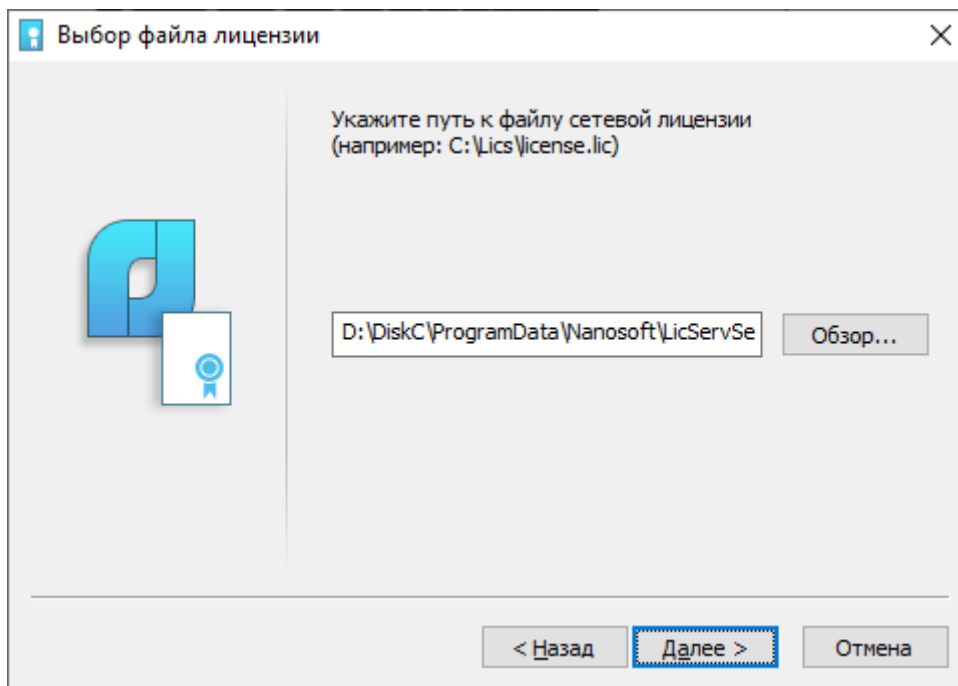 Выбор файла лицензии
Укажите путь к файлу сетевой лицензии
(например: C:\Lics\license.lic)
D:\DiskC\ProgramData\Nanosoft\LicServSe
Обзор...
< Назад
Далее >
Отмена